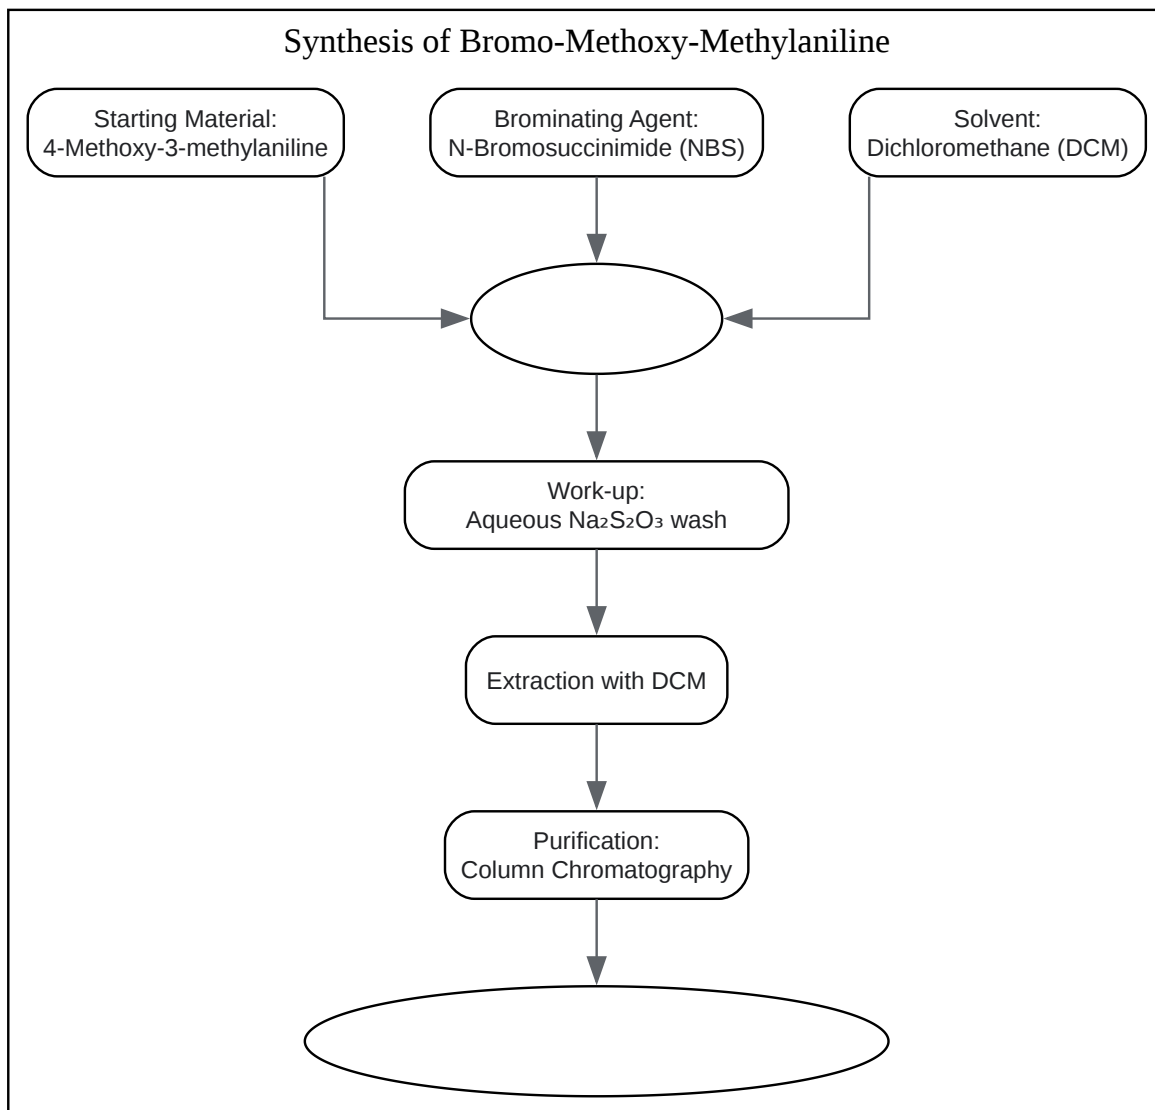 Synthesis of Bromo-Methoxy-Methylaniline
Starting Material:
4-Methoxy-3-methylaniline
Brominating Agent:
N-Bromosuccinimide (NBS)
Solvent:
Dichloromethane (DCM)
Work-up:
Aqueous Na₂S₂O₃ wash
Extraction with DCM
Purification:
Column Chromatography